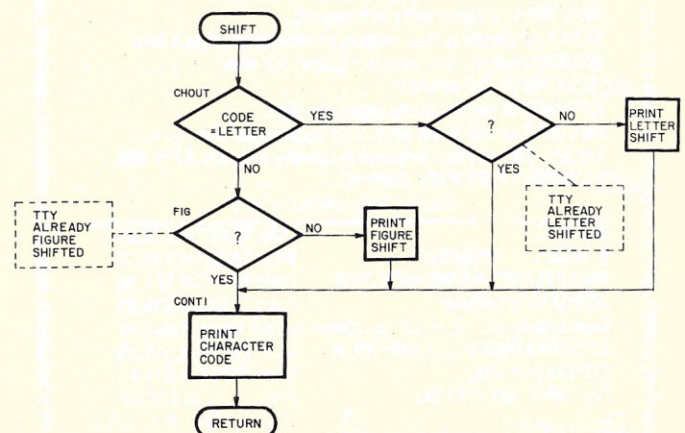 SHIFT
CHOUT
CODE
= LETTER
YES
?
NO
PRINT
LETTER
SHIFT
NO
YES
TTY
ALREADY
LETTER
SHIFTED
TTY
ALREADY
FIGURE
SHIFTED
FIG
?
NO
PRINT
FIGURE
SHIFT
YES
CONT1
PRINT
CHARACTER
CODE
RETURN